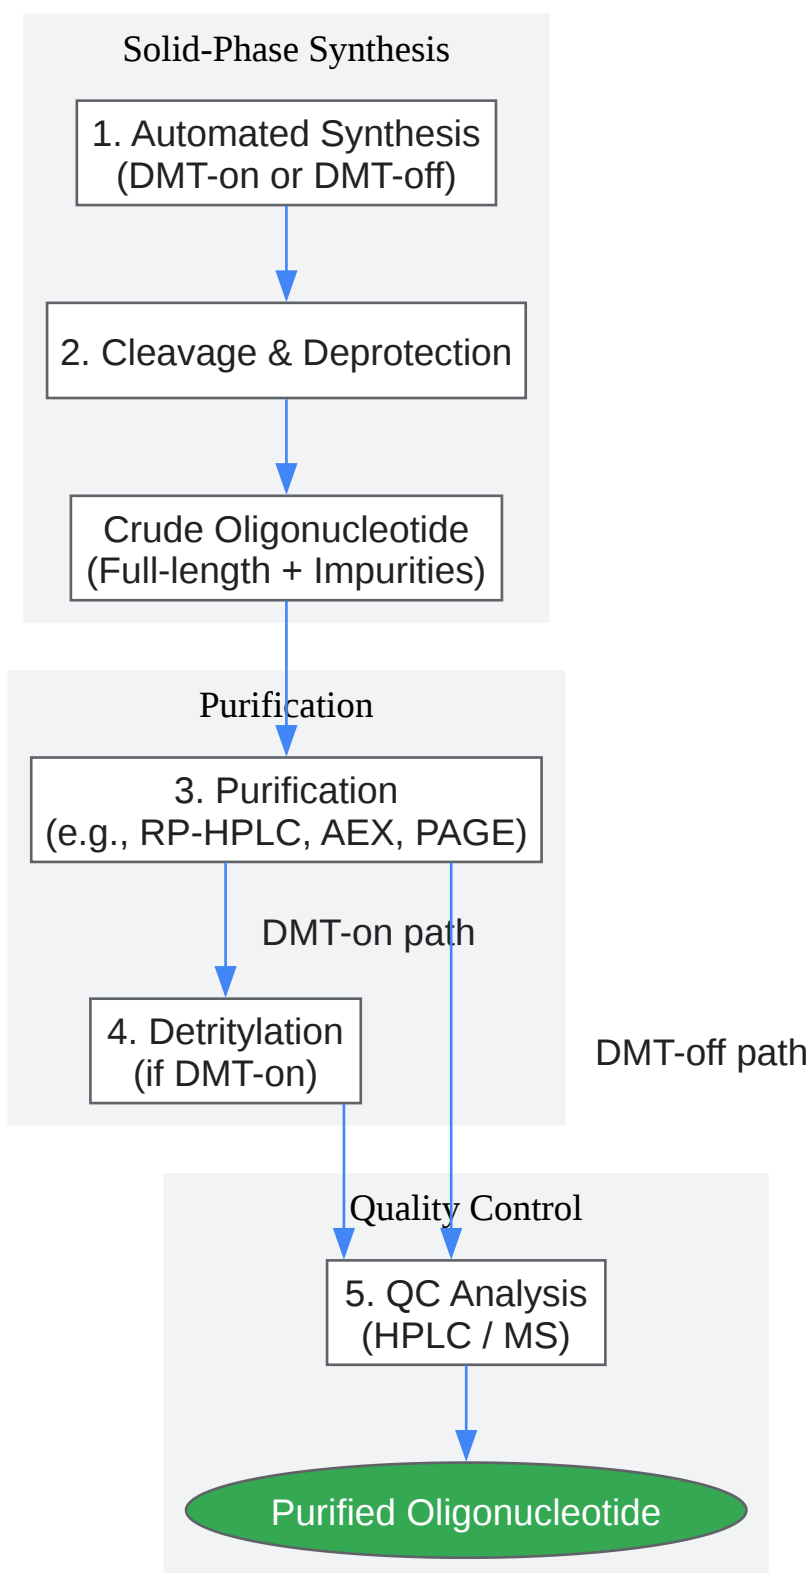 Solid-Phase Synthesis
1. Automated Synthesis
(DMT-on or DMT-off)
2. Cleavage & Deprotection
Crude Oligonucleotide
(Full-length + Impurities)
Purification
3. Purification
(e.g., RP-HPLC, AEX, PAGE)
DMT-on path
4. Detritylation
(if DMT-on)
DMT-off path
Quality Control
5. QC Analysis
(HPLC / MS)
Purified Oligonucleotide